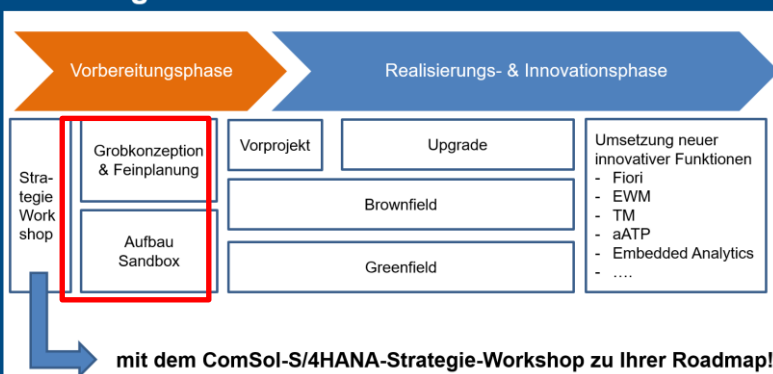 Vorbereitungsphase
Realisierungs- & Innovationsphase
Stra-
tegie
Work
shop
Grobkonzeption
& Feinplanung
Aufbau
Sandbox
Vorprojekt
Upgrade
Brownfield
Greenfield
Umsetzung neuer
innovativer Funktionen
- Fiori
- EWM
- TM
- aATP
- Embedded Analytics
- ....
mit dem ComSol-S/4HANA-Strategie-Workshop zu Ihrer Roadmap!